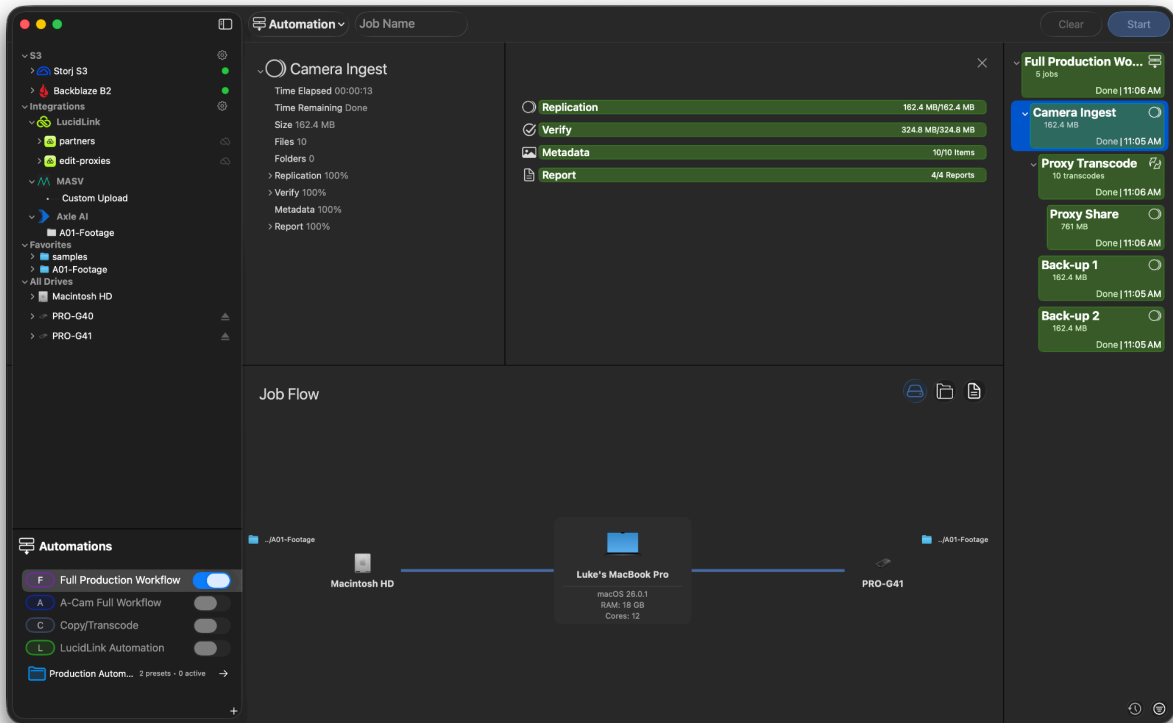 Automation
Job Name
Clear
Start
S3
Storj S3
Backblaze B2
Integrations
LucidLink
partners
edit-proxies
MASV
Custom Upload
Axle AI
A01-Footage
Favorites
samples
A01-Footage
All Drives
Macintosh HD
PRO-G40
PRO-G41
Automations
F Full Production Workflow
A A-Cam Full Workflow
C Copy/Transcode
L LucidLink Automation
Production Autom... 2 presets - 0 active
+
Camera Ingest
Time Elapsed 00:00:13
Time Remaining Done
Size 162.4 MB
Files 10
Folders 0
Replication 100%
Verify 100%
Metadata 100%
Report 100%
Replication 162.4 MB/162.4 MB
Verify 324.8 MB/324.8 MB
Metadata 10/10 Items
Report 4/4 Reports
Job Flow
../A01-Footage
Macintosh HD
Luke's MacBook Pro
macOS 26.0.1
RAM: 18 GB
Cores: 12
../A01-Footage
PRO-G41
Full Production Wo...
5 jobs
Done | 11:06 AM
Camera Ingest
162.4 MB
Done | 11:05 AM
Proxy Transcode
10 transcodes
Done | 11:06 AM
Proxy Share
761 MB
Done | 11:06 AM
Back-up 1
162.4 MB
Done | 11:05 AM
Back-up 2
162.4 MB
Done | 11:05 AM